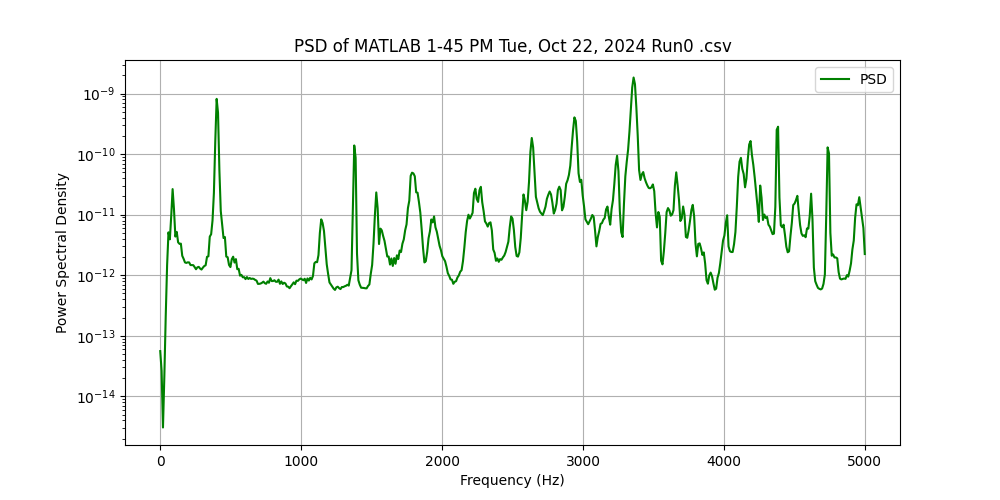 PSD of MATLAB 1-45 PM Tue, Oct 22, 2024 Run0 .csv
PSD
Power Spectral Density
10⁻⁹
10⁻¹⁰
10⁻¹¹
10⁻¹²
10⁻¹³
10⁻¹⁴
0 1000 2000 3000 4000 5000
Frequency (Hz)